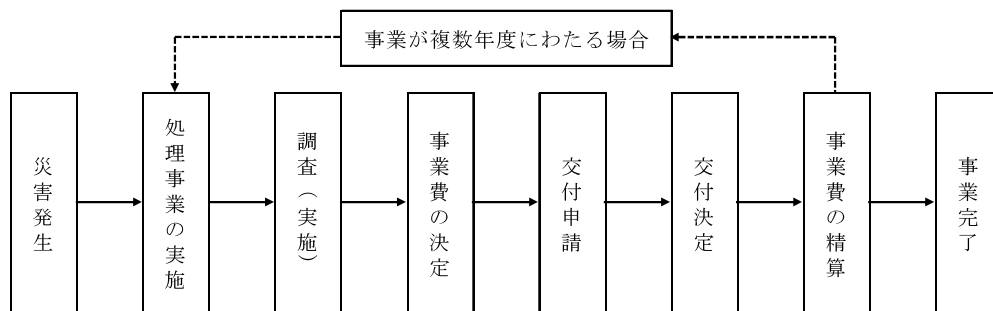 事業が複数年度にわたる場合
災害発生
処理事業の実施
調査（実施）
事業費の決定
交付申請
交付決定
事業費の精算
事業完了